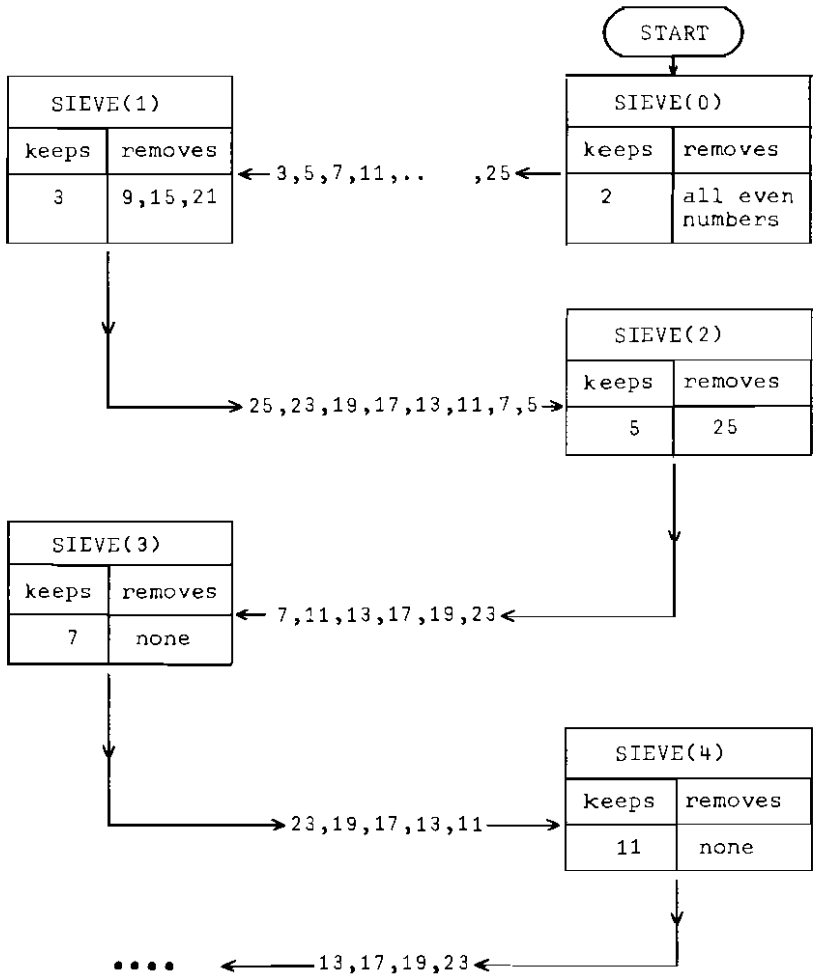 START
SIEVE(0)
keeps removes
2 all even
numbers
3,5,7,11,.. ,25
SIEVE(1)
keeps removes
3 9,15,21
25,23,19,17,13,11,7,5
SIEVE(2)
keeps removes
5 25
7,11,13,17,19,23
SIEVE(3)
keeps removes
7 none
23,19,17,13,11
SIEVE(4)
keeps removes
11 none
13,17,19,23
....